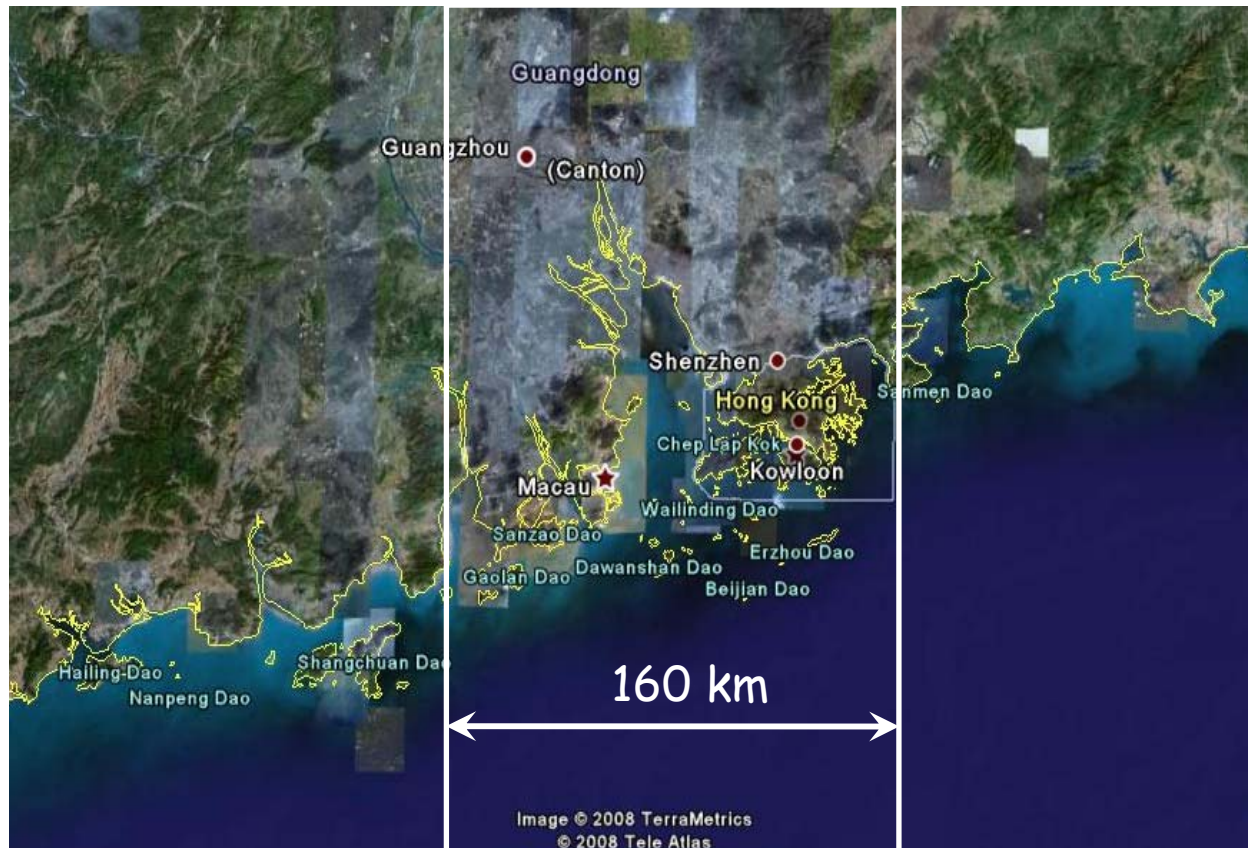 Guangdong
Guangzhou
(Canton)
Shenzhen
Sanmen Dao
Hong Kong
Chep Lap Kok
Kowloon
Macau
Wailinding Dao
Sanzao Dao
Erzhou Dao
Gaolan Dao
Dawanshan Dao
Beijian Dao
Shangchuan Dao
Hailing Dao
Nanpeng Dao
160 km
Image © 2008 TerraMetrics
© 2008 Tele Atlas